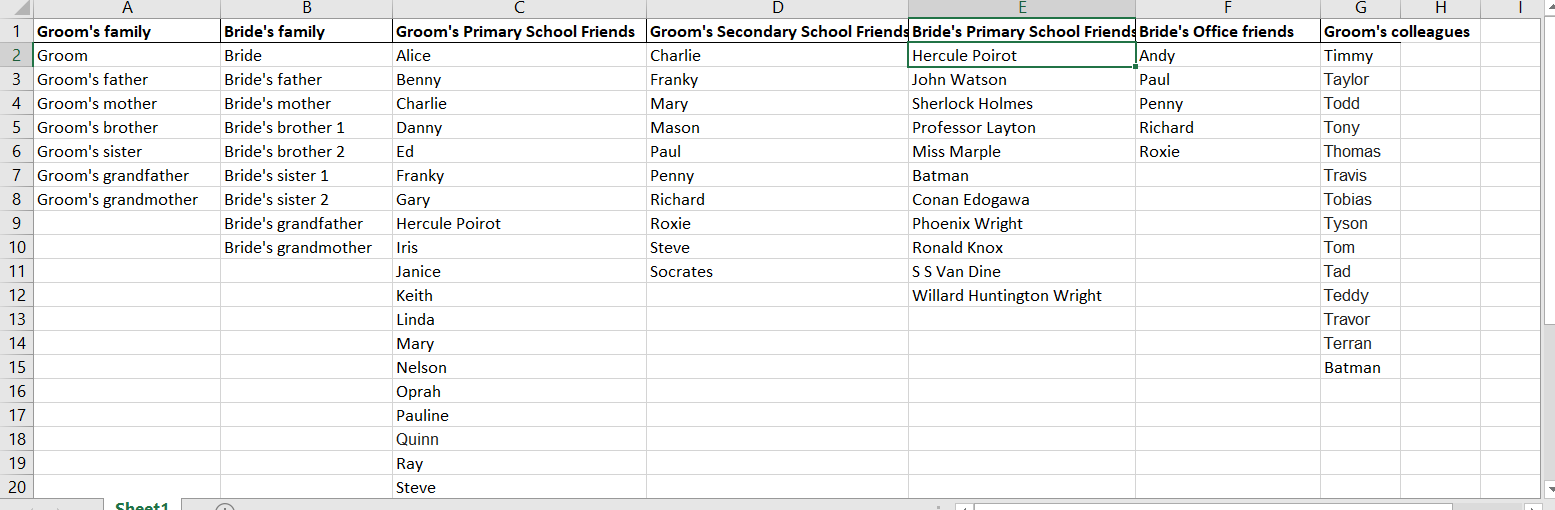 A B C D E F G H I
1 Groom's family Bride's family Groom's Primary School Friends Groom's Secondary School Friends Bride's Primary School Friends Bride's Office friends Groom's colleagues
2 Groom Bride Alice Charlie Hercule Poirot Andy Timmy
3 Groom's father Bride's father Benny Franky John Watson Paul Taylor
4 Groom's mother Bride's mother Charlie Mary Sherlock Holmes Penny Todd
5 Groom's brother Bride's brother 1 Danny Mason Professor Layton Richard Tony
6 Groom's sister Bride's brother 2 Ed Paul Miss Marple Roxie Thomas
7 Groom's grandfather Bride's sister 1 Franky Penny Batman Travis
8 Groom's grandmother Bride's sister 2 Gary Richard Conan Edogawa Tobias
9 Bride's grandfather Hercule Poirot Roxie Phoenix Wright Tyson
10 Bride's grandmother Iris Steve Ronald Knox Tom
11 Janice Socrates S S Van Dine Tad
12 Keith Willard Huntington Wright Teddy
13 Linda Travor
14 Mary Terran
15 Nelson Batman
16 Oprah
17 Pauline
18 Quinn
19 Ray
20 Steve
Sheet1